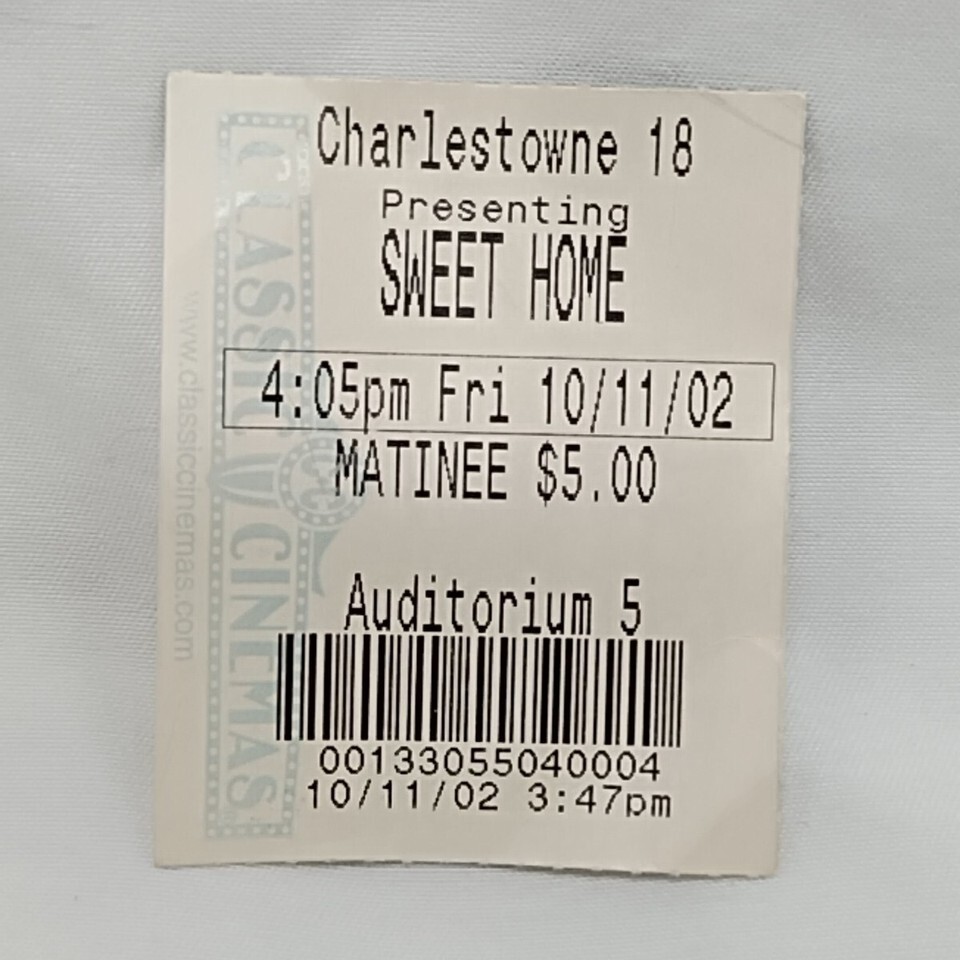 Charlestowne 18
Presenting
SWEET HOME
4:05pm Fri 10/11/02
MATINEE $5.00
Auditorium 5
00133055040004
10/11/02 3:47pm
CLASSIC CINEMAS
www.classiccinemas.com